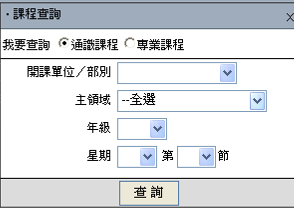 ·課程查詢
我要查詢 通識課程 專業課程
開課單位／部別
主領域 --全選
年級
星期 第 節
查詢